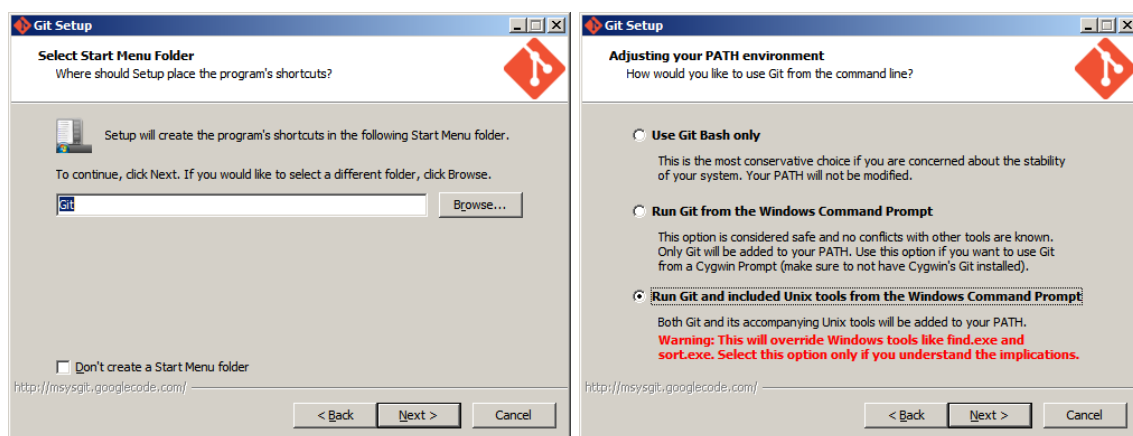 Git Setup
Select Start Menu Folder
Where should Setup place the program's shortcuts?
Setup will create the program's shortcuts in the following Start Menu folder.
To continue, click Next. If you would like to select a different folder, click Browse.
Git
Browse...
Don't create a Start Menu folder
http://msysgit.googlecode.com/
< Back
Next >
Cancel
Git Setup
Adjusting your PATH environment
How would you like to use Git from the command line?
Use Git Bash only
This is the most conservative choice if you are concerned about the stability
of your system. Your PATH will not be modified.
Run Git from the Windows Command Prompt
This option is considered safe and no conflicts with other tools are known.
Only Git will be added to your PATH. Use this option if you want to use Git
from a Cygwin Prompt (make sure to not have Cygwin's Git installed).
Run Git and included Unix tools from the Windows Command Prompt
Both Git and its accompanying Unix tools will be added to your PATH.
Warning: This will override Windows tools like find.exe and
sort.exe. Select this option only if you understand the implications.
http://msysgit.googlecode.com/
< Back
Next >
Cancel